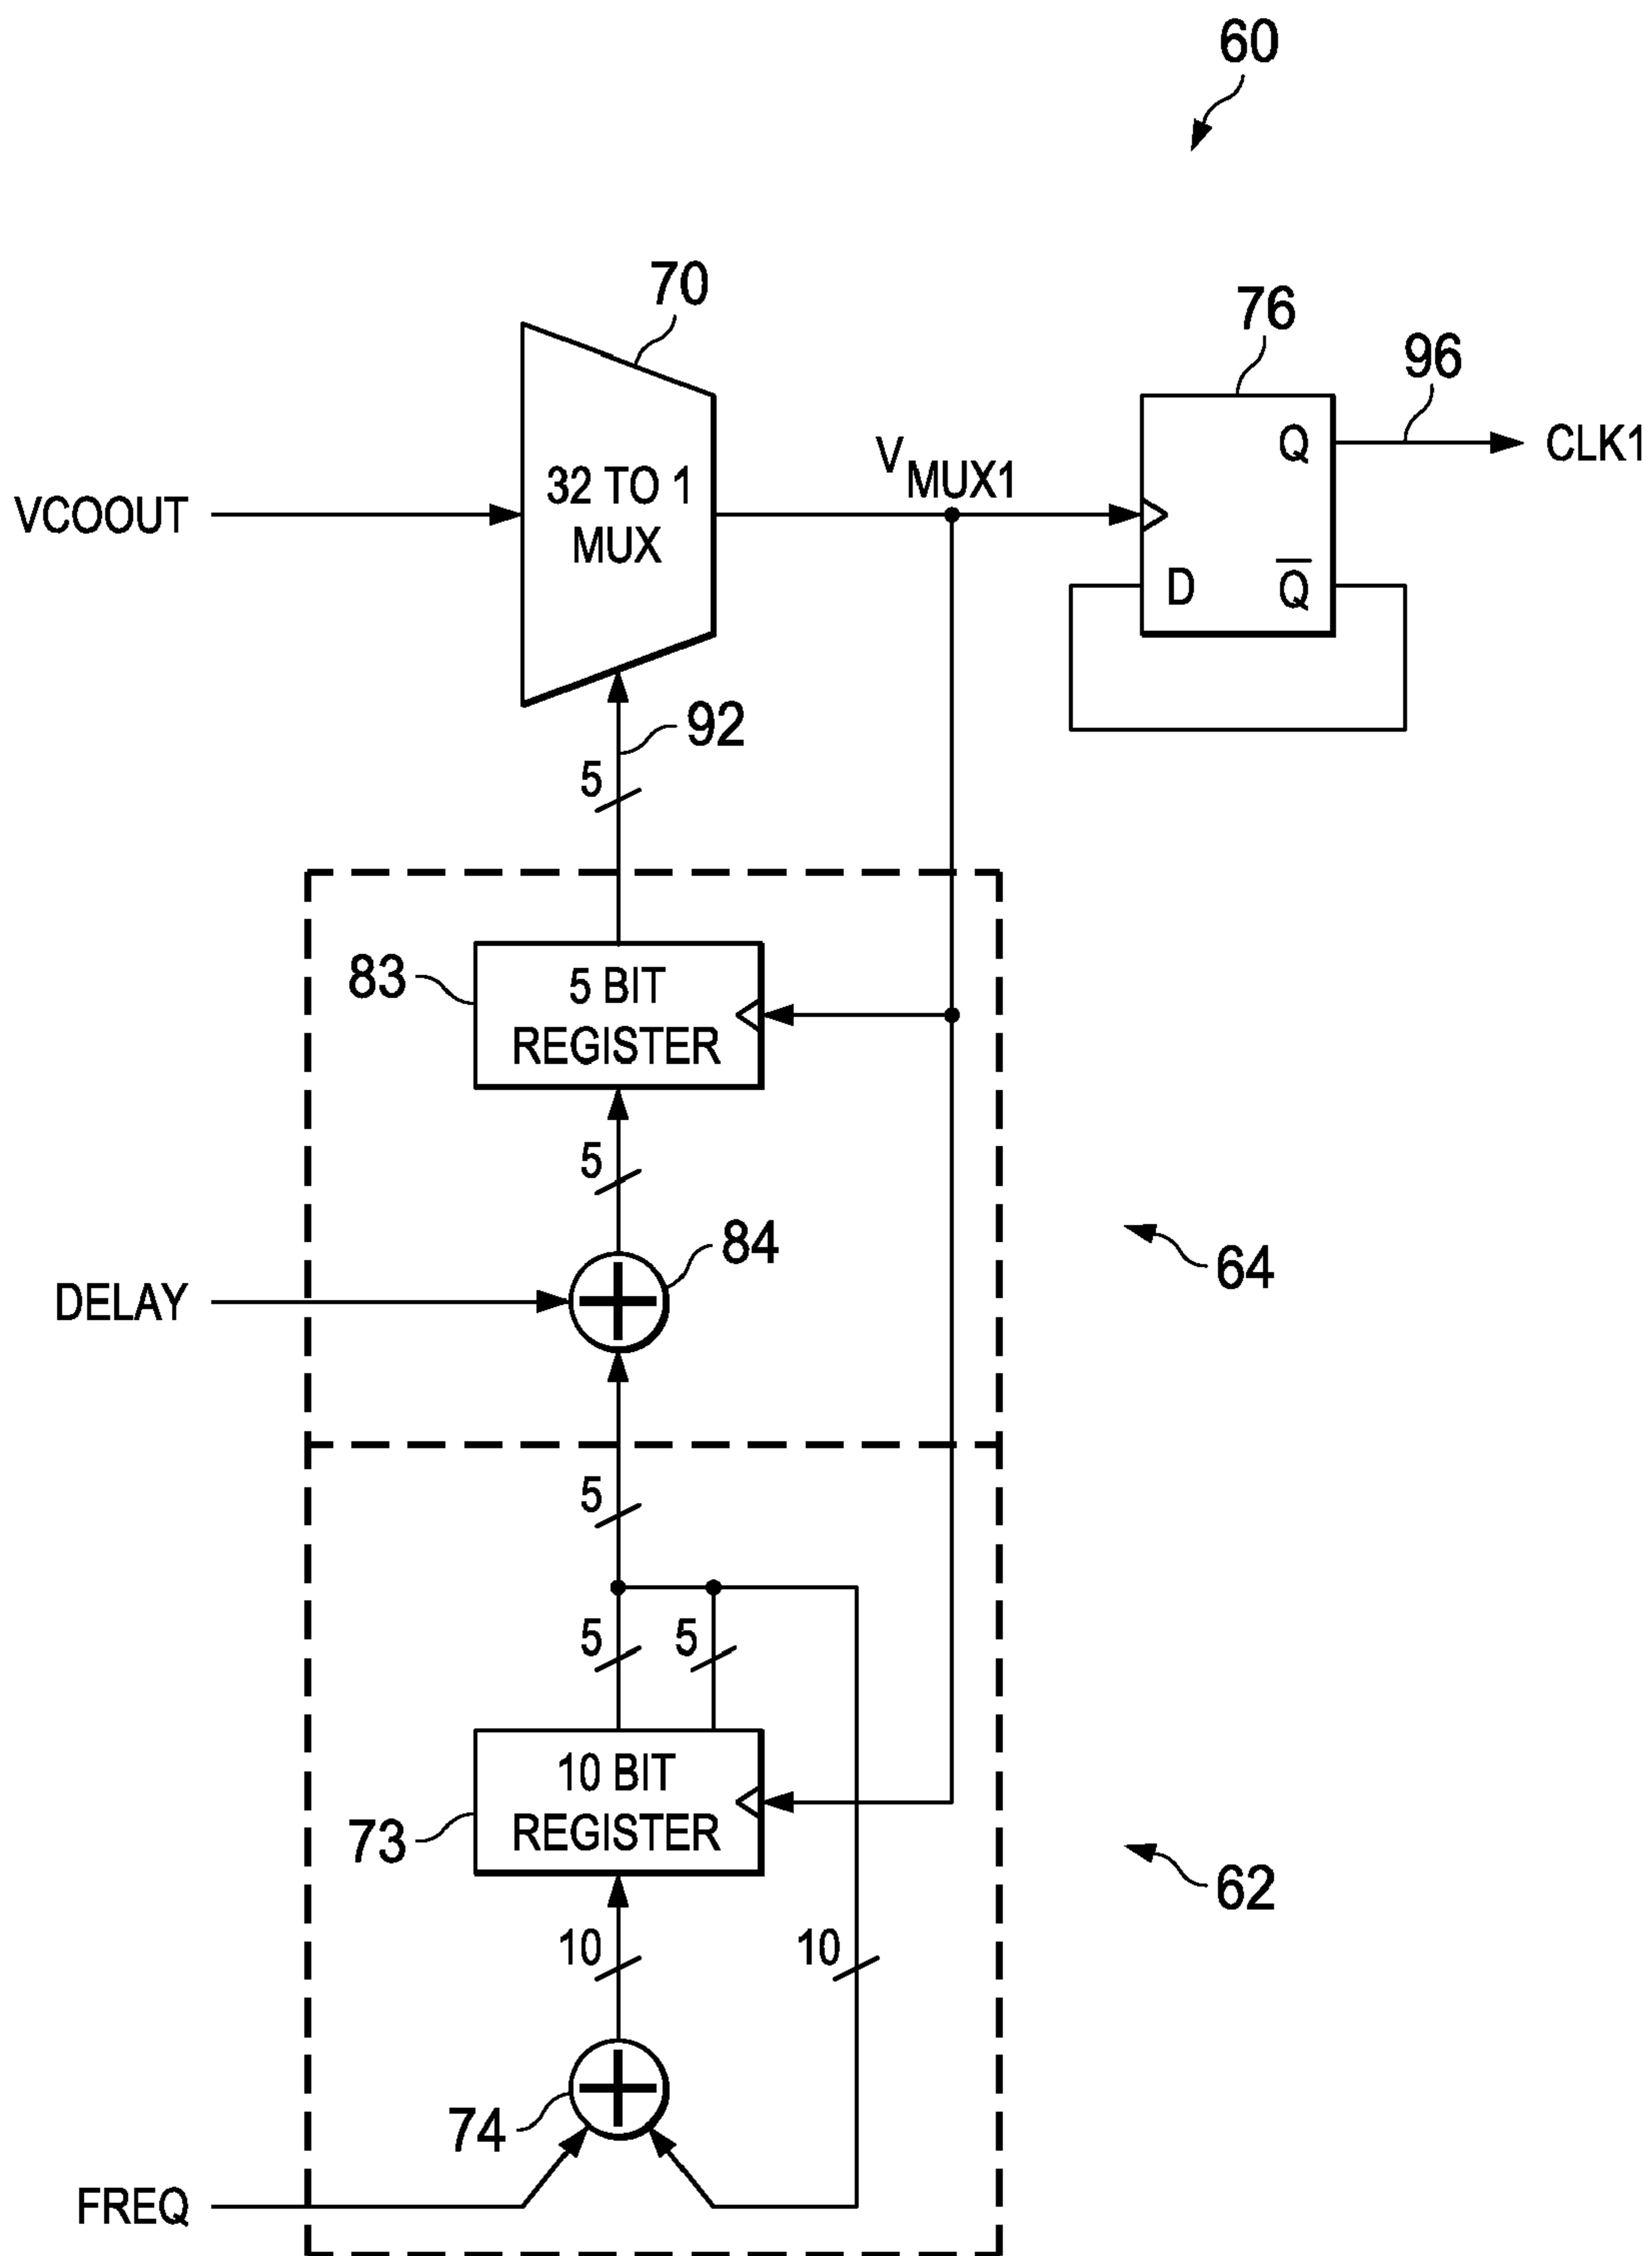 60
70
76
96
Q
CLK1
V
MUX1
32 TO 1
MUX
VCOOUT
D
Q̅
92
5
83
5 BIT
REGISTER
5
84
64
DELAY
5
5
5
10 BIT
REGISTER
73
62
10
10
74
FREQ